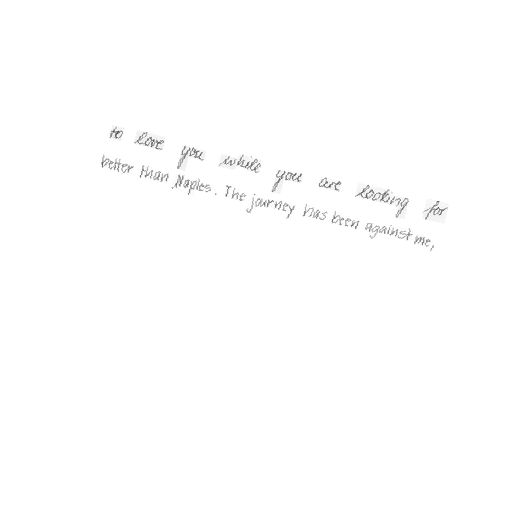 to love you while you are looking for
better than Naples. The journey has been against me,